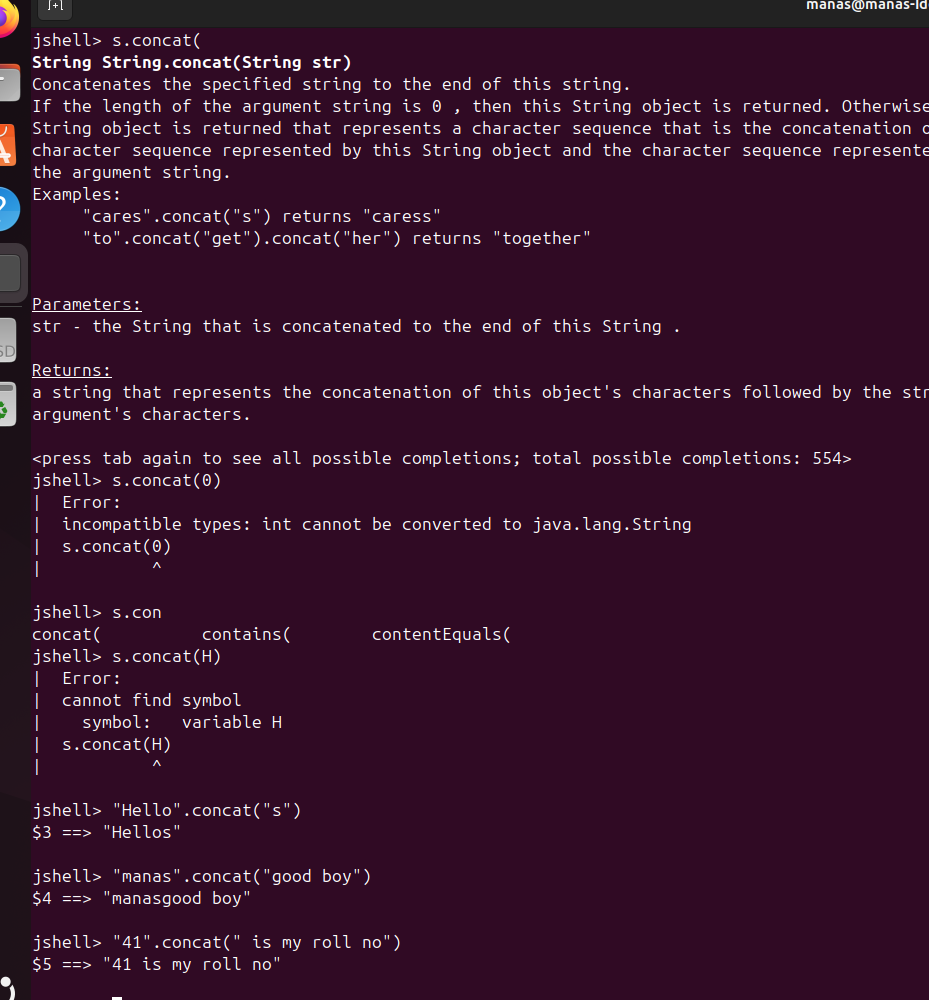 manas@manas-Id
jshell> s.concat(
String String.concat(String str)
Concatenates the specified string to the end of this string.
If the length of the argument string is 0 , then this String object is returned. Otherwise
String object is returned that represents a character sequence that is the concatenation
character sequence represented by this String object and the character sequence represente
the argument string.
Examples:
"cares".concat("s") returns "caress"
"to".concat("get").concat("her") returns "together"
Parameters:
str - the String that is concatenated to the end of this String .
Returns:
a string that represents the concatenation of this object's characters followed by the str
argument's characters.
<press tab again to see all possible completions; total possible completions: 554>
jshell> s.concat(0)
| Error:
| incompatible types: int cannot be converted to java.lang.String
| s.concat(0)
| ^
jshell> s.con
concat( contains( contentEquals(
jshell> s.concat(H)
| Error:
| cannot find symbol
| symbol: variable H
| s.concat(H)
| ^
jshell> "Hello".concat("s")
$3 ==> "Hellos"
jshell> "manas".concat("good boy")
$4 ==> "manasgood boy"
jshell> "41".concat(" is my roll no")
$5 ==> "41 is my roll no"